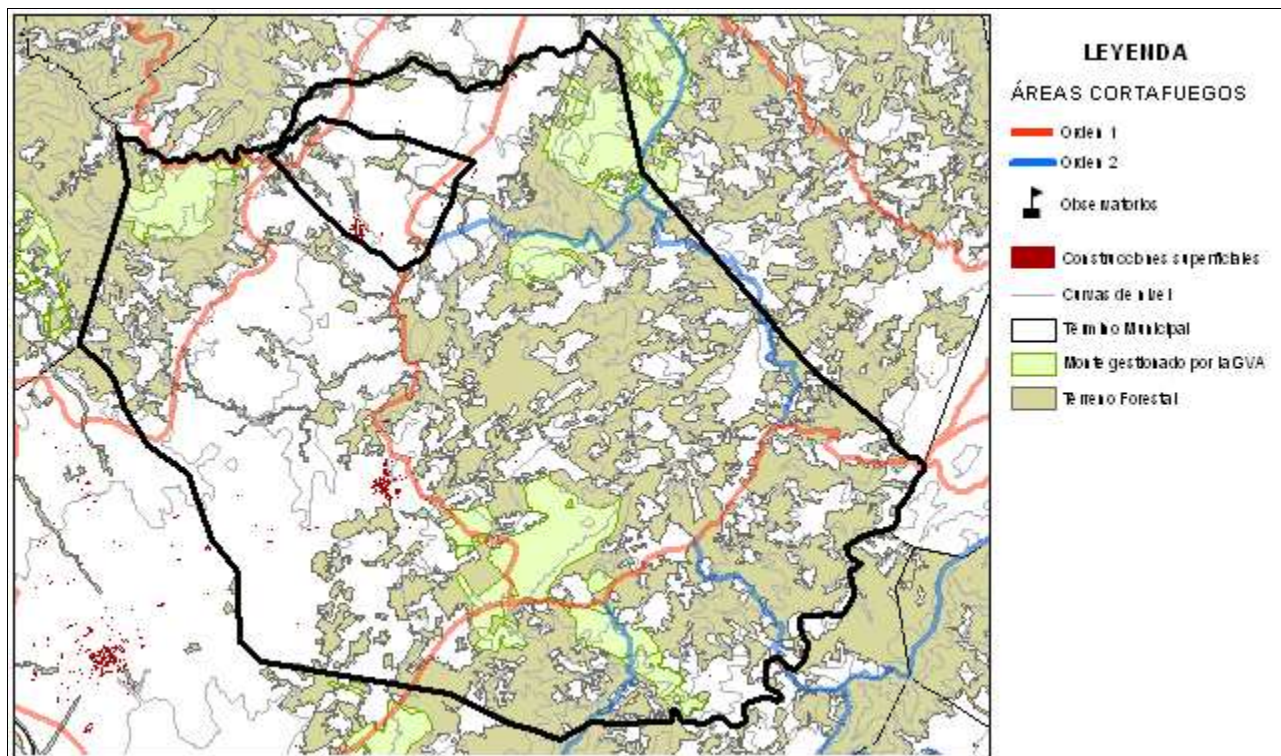 LEYENDA
ÁREAS CORTAFUEGOS
Orden 1
Orden 2
Observatorios
Construcciones superficiales
Curvas de nivel
Término Municipal
Monte gestionado por la GVA
Terreno Forestal